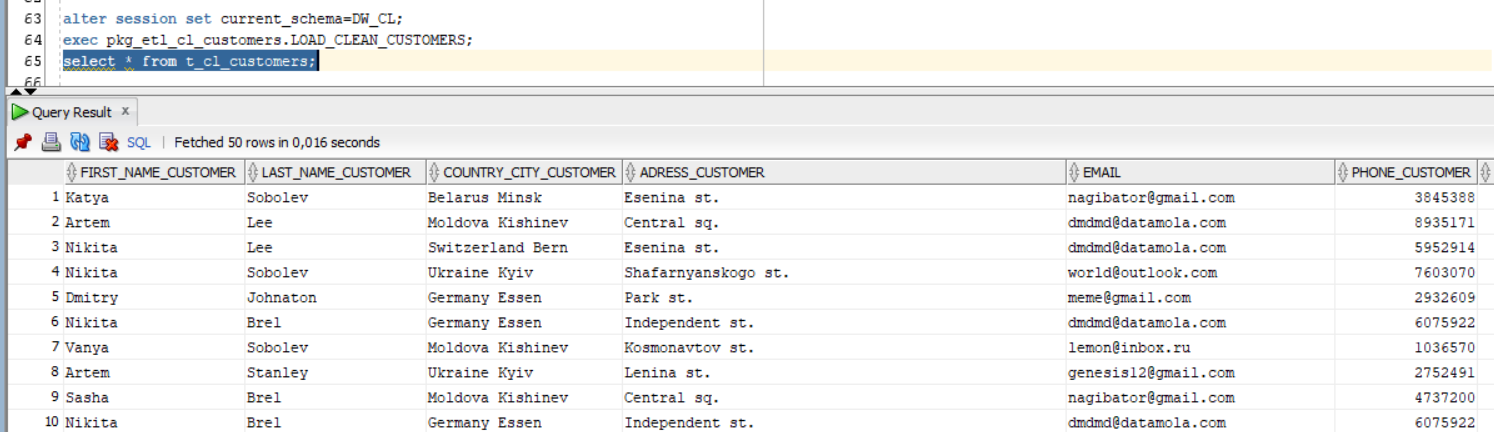 63 alter session set current_schema=DW_CL;
64 exec pkg_etl_cl_customers.LOAD_CLEAN_CUSTOMERS;
65 select * from t_cl_customers;
66
Query Result x
SQL | Fetched 50 rows in 0,016 seconds
FIRST_NAME_CUSTOMER LAST_NAME_CUSTOMER COUNTRY_CITY_CUSTOMER ADRESS_CUSTOMER EMAIL PHONE_CUSTOMER
1 Katya Sobolev Belarus Minsk Esenina st. nagibator@gmail.com 3845388
2 Artem Lee Moldova Kishinev Central sq. dmdmd@datamola.com 8935171
3 Nikita Lee Switzerland Bern Esenina st. dmdmd@datamola.com 5952914
4 Nikita Sobolev Ukraine Kyiv Shafarnyanskogo st. world@outlook.com 7603070
5 Dmitry Johnaton Germany Essen Park st. meme@gmail.com 2932609
6 Nikita Brel Germany Essen Independent st. dmdmd@datamola.com 6075922
7 Vanya Sobolev Moldova Kishinev Kosmonavtov st. lemon@inbox.ru 1036570
8 Artem Stanley Ukraine Kyiv Lenina st. genesis12@gmail.com 2752491
9 Sasha Brel Moldova Kishinev Central sq. nagibator@gmail.com 4737200
10 Nikita Brel Germany Essen Independent st. dmdmd@datamola.com 6075922